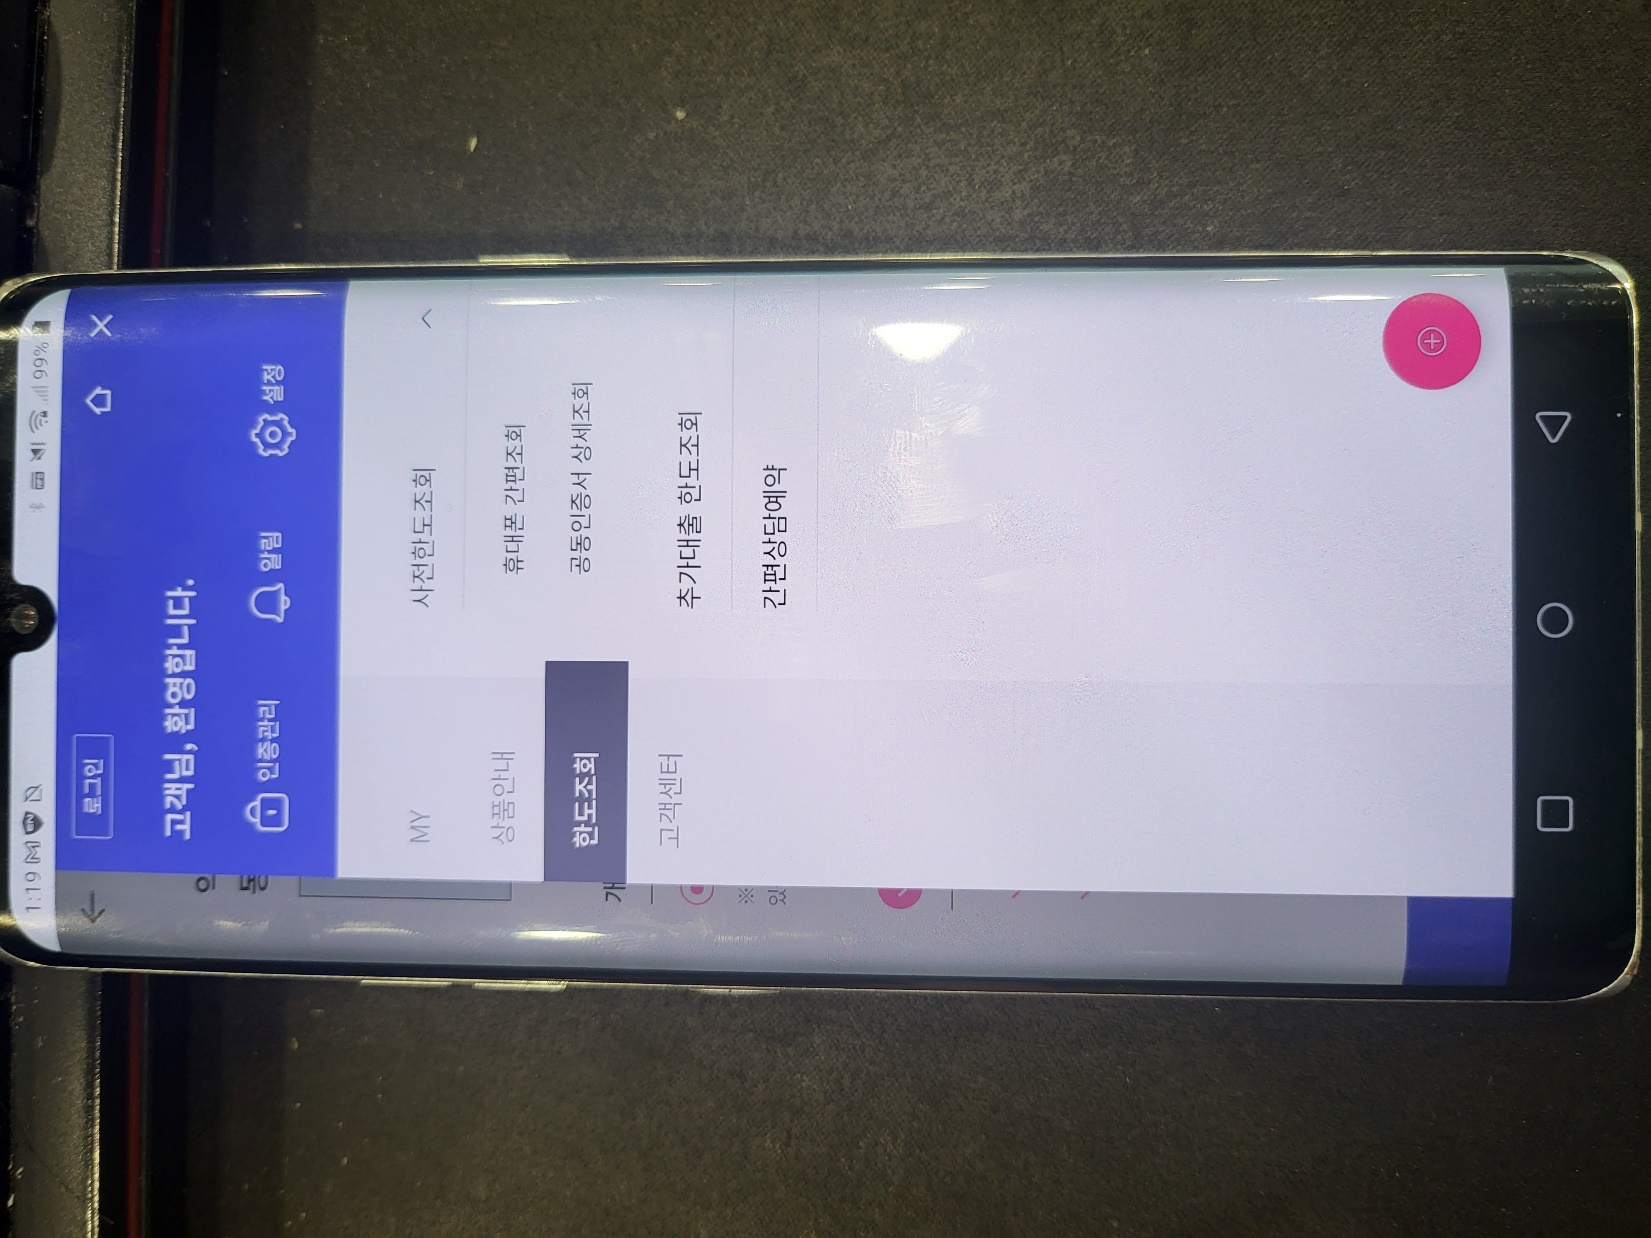 1:19
99%
로그인
고객님, 환영합니다.
인증관리
알림
설정
MY
상품안내
한도조회
고객센터
사전한도조회
휴대폰 간편조회
공동인증서 상세조회
추가대출 한도조회
간편상담예약
동
개
※
있